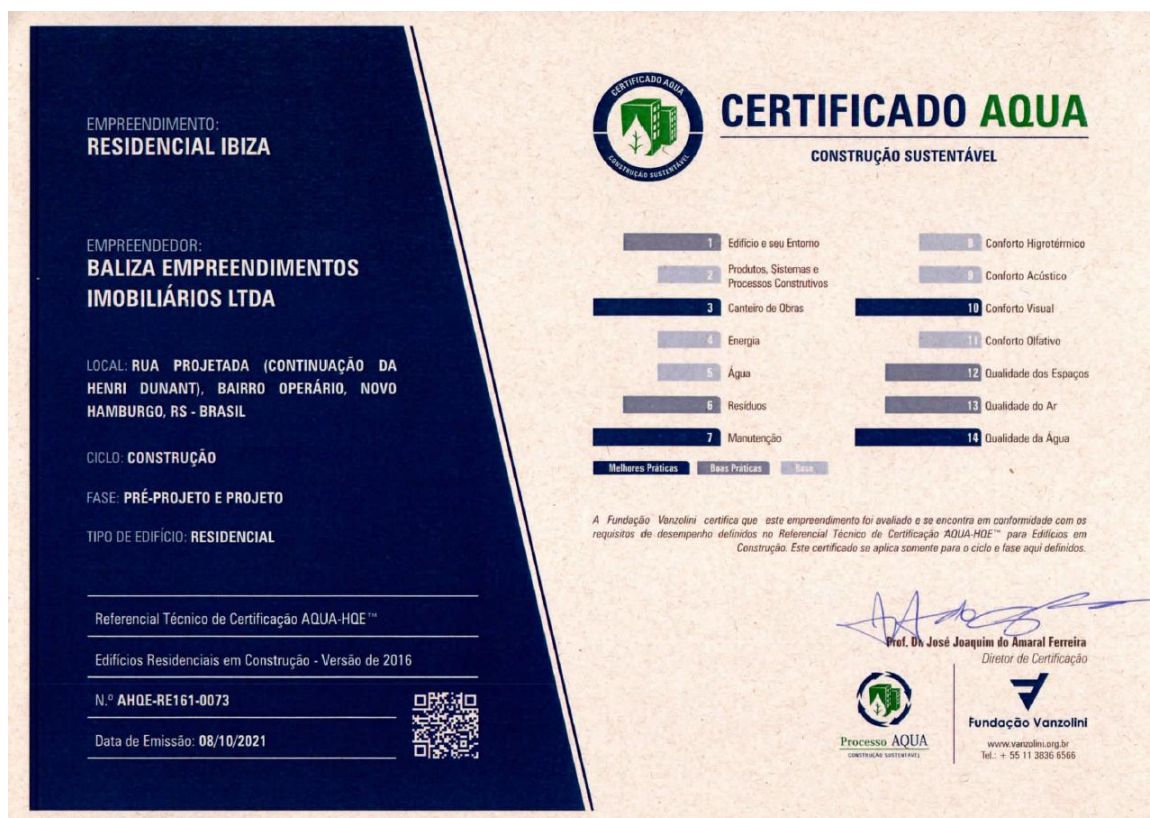 EMPREENDIMENTO:
RESIDENCIAL IBIZA
EMPREENDEDOR:
BALIZA EMPREENDIMENTOS
IMOBILIÁRIOS LTDA
LOCAL: RUA PROJETADA (CONTINUAÇÃO DA
HENRI DUNANT), BAIRRO OPERÁRIO, NOVO
HAMBURGO, RS - BRASIL
CICLO: CONSTRUÇÃO
FASE: PRÉ-PROJETO E PROJETO
TIPO DE EDIFÍCIO: RESIDENCIAL
Referencial Técnico de Certificação AQUA-HQE™
Edifícios Residenciais em Construção - Versão de 2016
N.º AHQE-RE161-0073
Data de Emissão: 08/10/2021
CERTIFICADO AQUA
CONSTRUÇÃO SUSTENTÁVEL
CERTIFICADO AQUA
CONSTRUÇÃO SUSTENTÁVEL
1 Edifício e seu Entorno
2 Produtos, Sistemas e
Processos Construtivos
3 Canteiro de Obras
4 Energia
5 Água
6 Resíduos
7 Manutenção
8 Conforto Higrotérmico
9 Conforto Acústico
10 Conforto Visual
11 Conforto Olfativo
12 Qualidade dos Espaços
13 Qualidade do Ar
14 Qualidade da Água
Melhores Práticas Boas Práticas Base
A Fundação Vanzolini certifica que este empreendimento foi avaliado e se encontra em conformidade com os
requisitos de desempenho definidos no Referencial Técnico de Certificação AQUA-HQE™ para Edifícios em
Construção. Este certificado se aplica somente para o ciclo e fase aqui definidos.
Prof. Dr. José Joaquim do Amaral Ferreira
Diretor de Certificação
Processo AQUA
CONSTRUÇÃO SUSTENTÁVEL
Fundação Vanzolini
www.vanzolini.org.br
Tel.: + 55 11 3836 6566